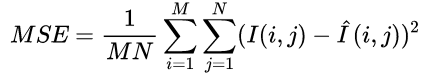 MSE = \frac{1}{MN} \sum_{i=1}^{M} \sum_{j=1}^{N} (I(i,j) - \hat{I}(i,j))^2